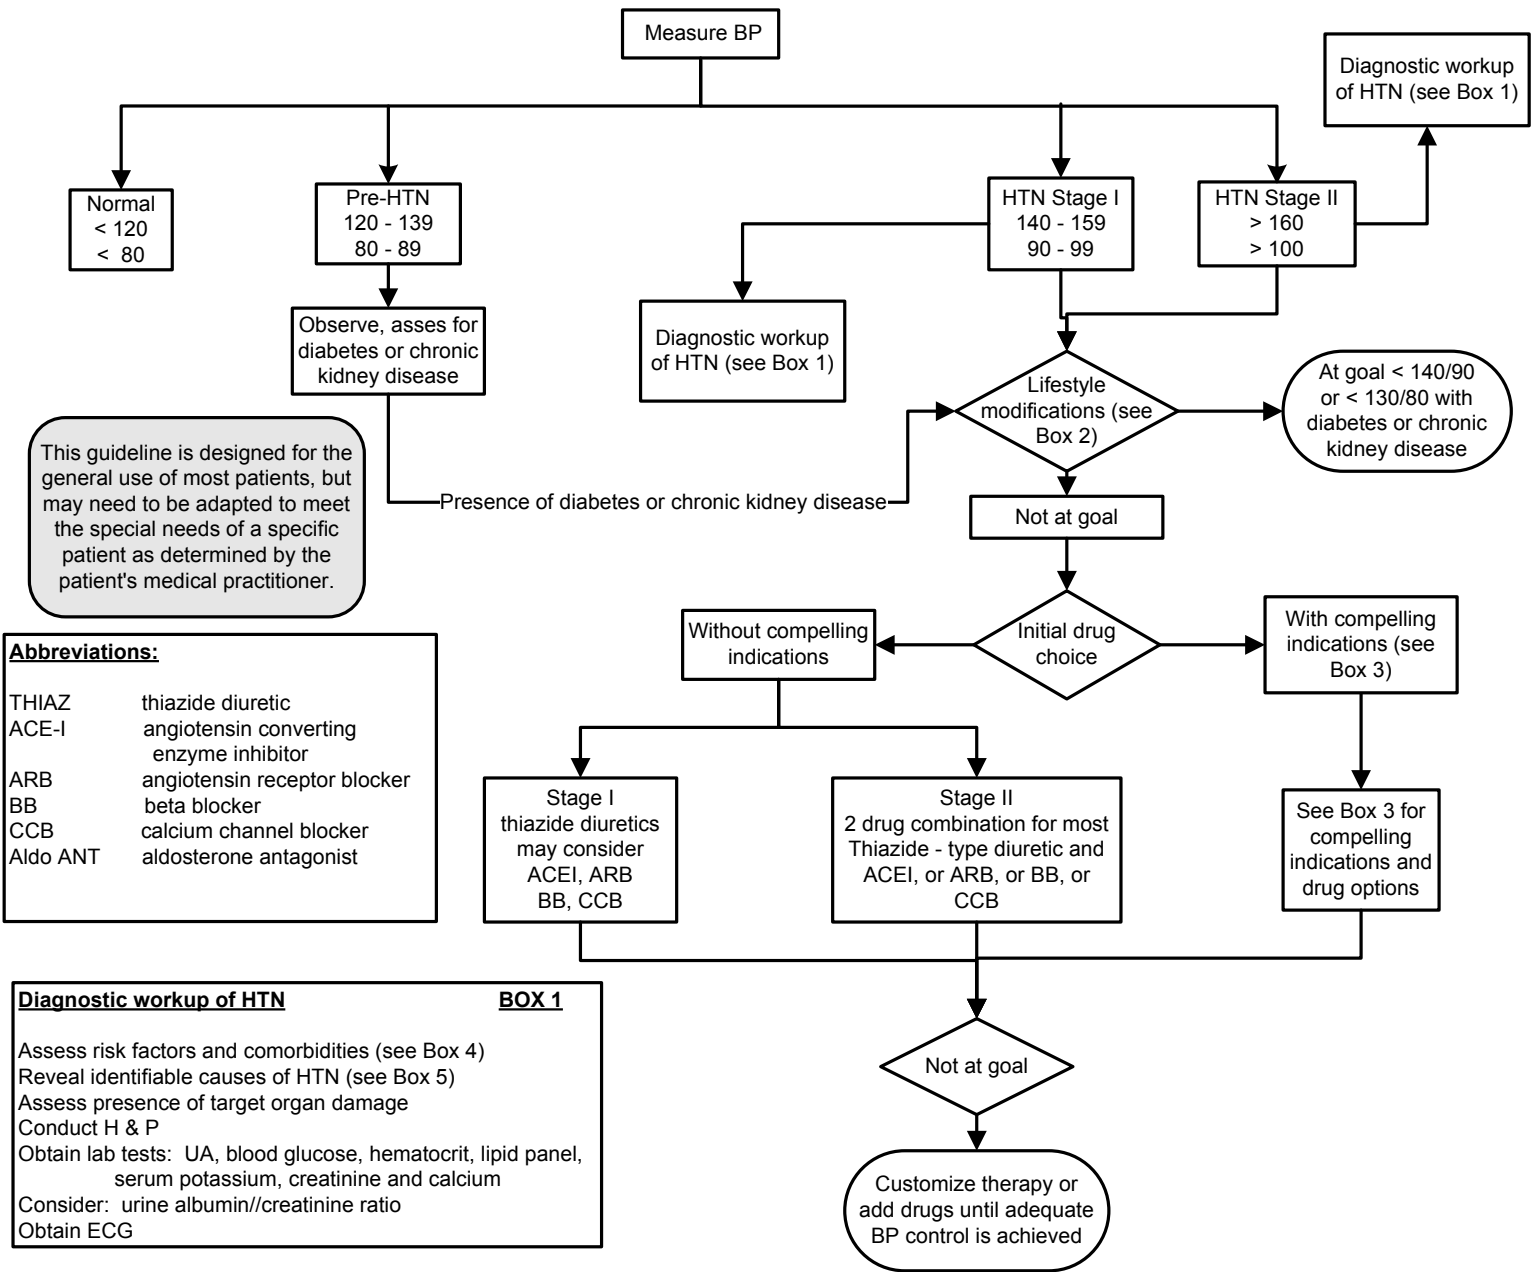 Measure BP
Diagnostic workup
of HTN (see Box 1)
Normal
< 120
< 80
Pre-HTN
120 - 139
80 - 89
HTN Stage I
140 - 159
90 - 99
HTN Stage II
> 160
> 100
Observe, asses for
diabetes or chronic
kidney disease
Diagnostic workup
of HTN (see Box 1)
Lifestyle
modifications (see
Box 2)
At goal < 140/90
or < 130/80 with
diabetes or chronic
kidney disease
This guideline is designed for the
general use of most patients, but
may need to be adapted to meet
the special needs of a specific
patient as determined by the
patient's medical practitioner.
Presence of diabetes or chronic kidney disease
Not at goal
Without compelling
indications
Initial drug
choice
With compelling
indications (see
Box 3)
Abbreviations:
THIAZ thiazide diuretic
ACE-I angiotensin converting
enzyme inhibitor
ARB angiotensin receptor blocker
BB beta blocker
CCB calcium channel blocker
Aldo ANT aldosterone antagonist
Stage I
thiazide diuretics
may consider
ACEI, ARB
BB, CCB
Stage II
2 drug combination for most
Thiazide - type diuretic and
ACEI, or ARB, or BB, or
CCB
See Box 3 for
compelling
indications and
drug options
Diagnostic workup of HTN BOX 1
Assess risk factors and comorbidities (see Box 4)
Reveal identifiable causes of HTN (see Box 5)
Assess presence of target organ damage
Conduct H & P
Obtain lab tests: UA, blood glucose, hematocrit, lipid panel,
serum potassium, creatinine and calcium
Consider: urine albumin//creatinine ratio
Obtain ECG
Not at goal
Customize therapy or
add drugs until adequate
BP control is achieved